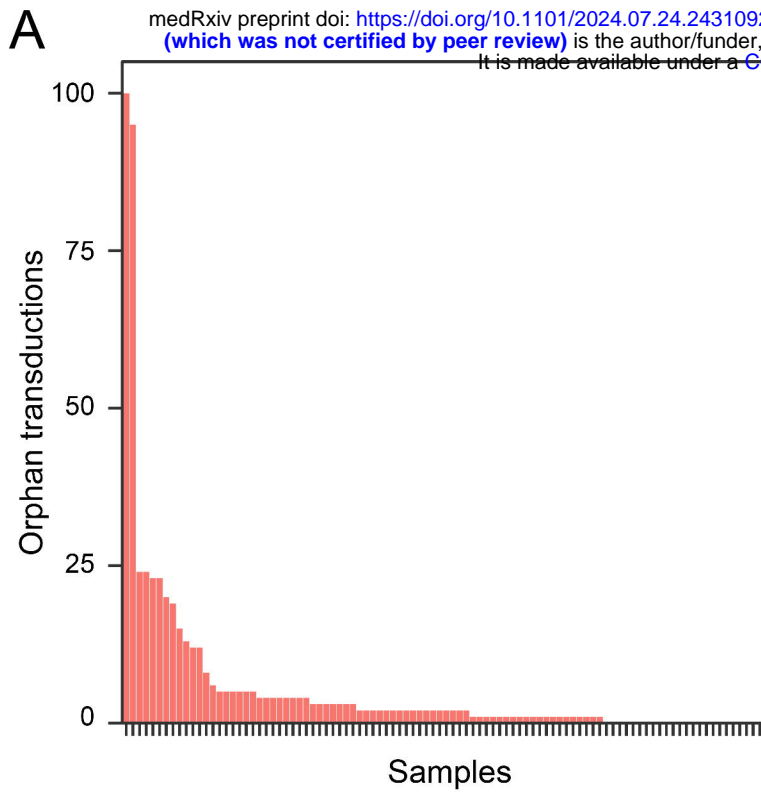 A
medRxiv preprint doi: https://doi.org/10.1101/2024.07.24.2431092
(which was not certified by peer review) is the author/funder,
It is made available under a C
100
75
50
25
0
Orphan transductions
Samples